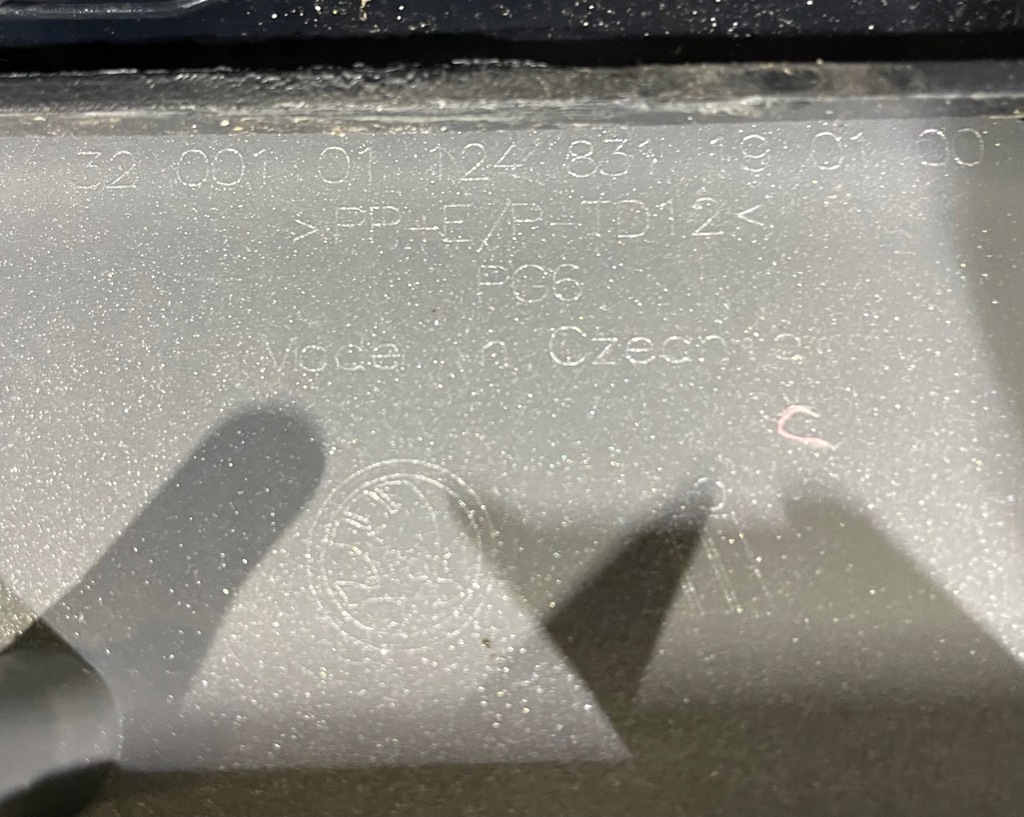 32 001 01 124 831 19 01 00
>PP-E/P-TD12<
PG6
Made in Czech
C